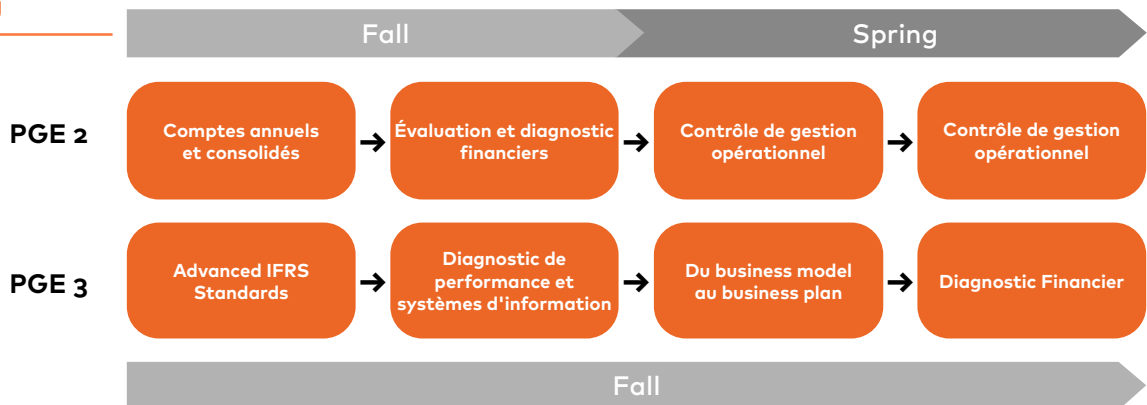 Fall
Spring
PGE 2
Comptes annuels
et consolidés
Évaluation et diagnostic
financiers
Contrôle de gestion
opérationnel
Contrôle de gestion
opérationnel
PGE 3
Advanced IFRS
Standards
Diagnostic de
performance et
systèmes d'information
Du business model
au business plan
Diagnostic Financier
Fall